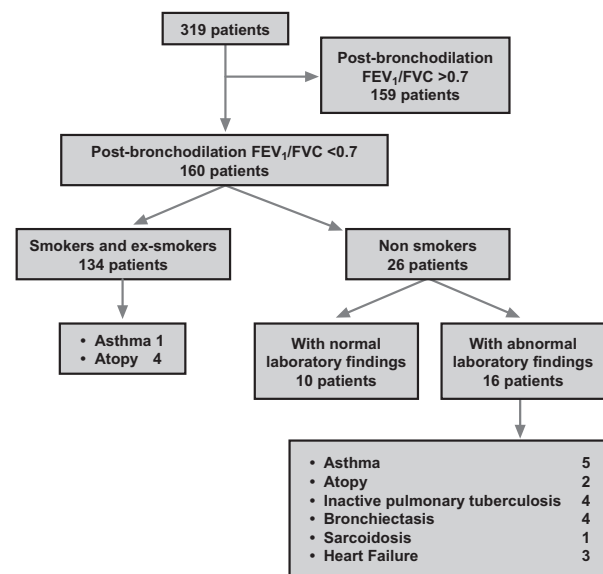 319 patients
Post-bronchodilation
FEV₁/FVC >0.7
159 patients
Post-bronchodilation FEV₁/FVC <0.7
160 patients
Smokers and ex-smokers
134 patients
Non smokers
26 patients
• Asthma 1
• Atopy 4
With normal
laboratory findings
10 patients
With abnormal
laboratory findings
16 patients
• Asthma 5
• Atopy 2
• Inactive pulmonary tuberculosis 4
• Bronchiectasis 4
• Sarcoidosis 1
• Heart Failure 3